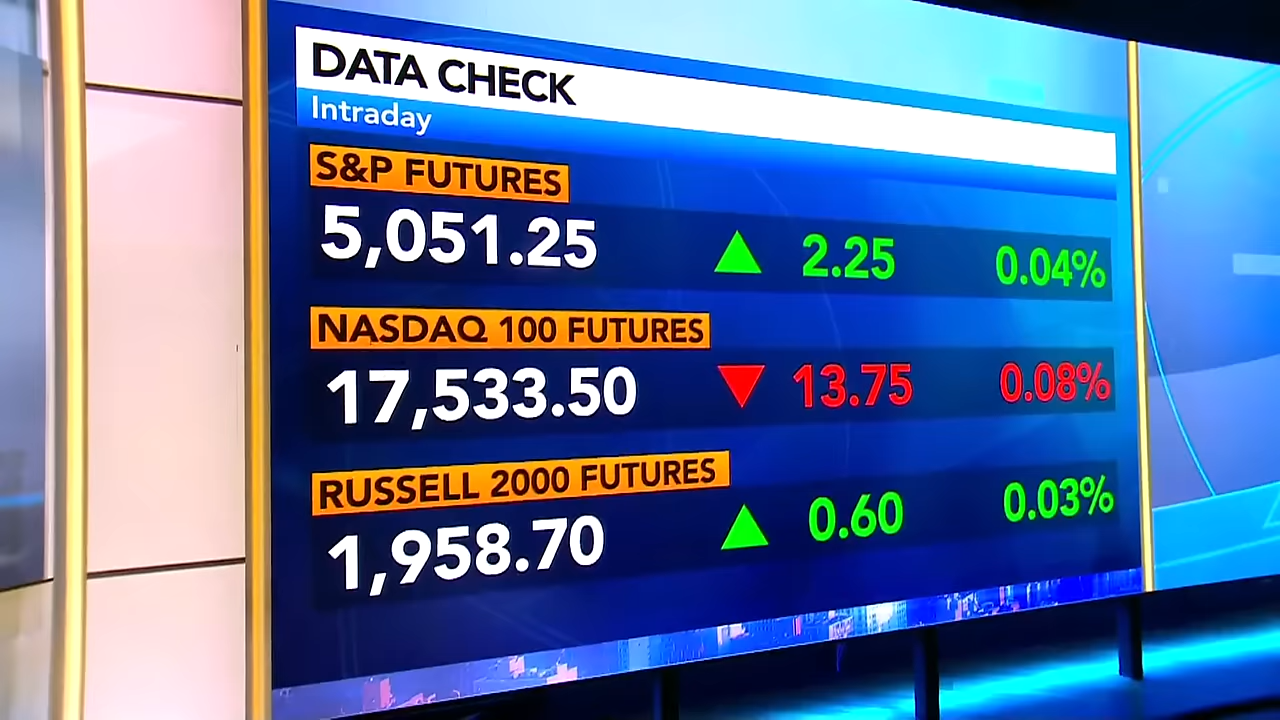 DATA CHECK
Intraday
S&P FUTURES
5,051.25 ▲ 2.25 0.04%
NASDAQ 100 FUTURES
17,533.50 ▼ 13.75 0.08%
RUSSELL 2000 FUTURES
1,958.70 ▲ 0.60 0.03%